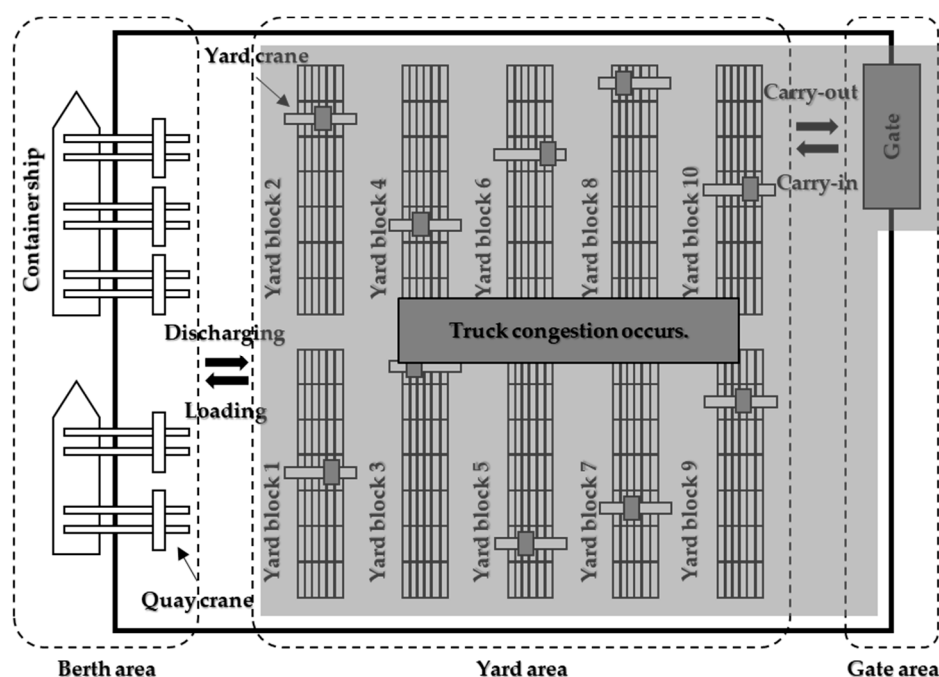 Yard crane
Carry-out
Carry-in
Gate
Containership
Yard block 2
Yard block 4
Yard block 6
Yard block 8
Yard block 10
Truck congestion occurs.
Discharging
Loading
Yard block 1
Yard block 3
Yard block 5
Yard block 7
Yard block 9
Quay crane
Berth area
Yard area
Gate area